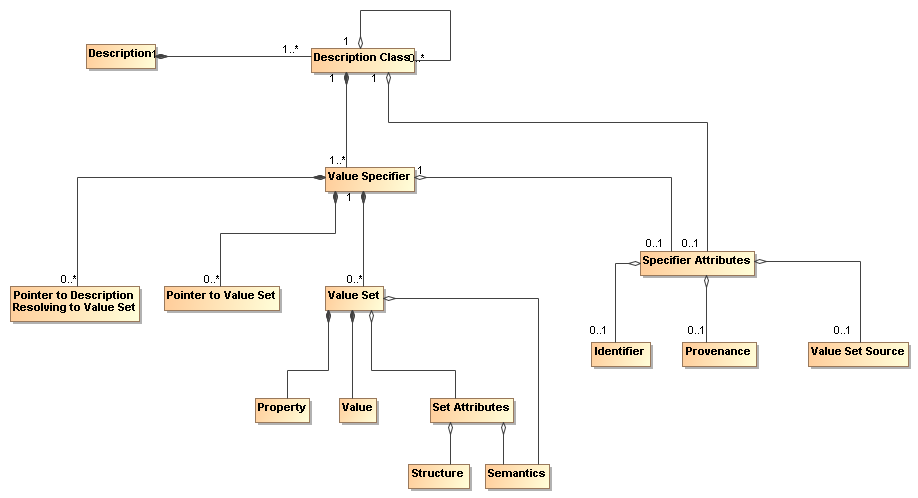 1
0..*
Description
1
1..*
Description Class
1
1
1..*
Value Specifier
1
1
0..1
0..1
Specifier Attributes
0..*
0..*
0..*
Pointer to Description
Resolving to Value Set
Pointer to Value Set
Value Set
0..1
0..1
0..1
Identifier
Provenance
Value Set Source
Property
Value
Set Attributes
Structure
Semantics